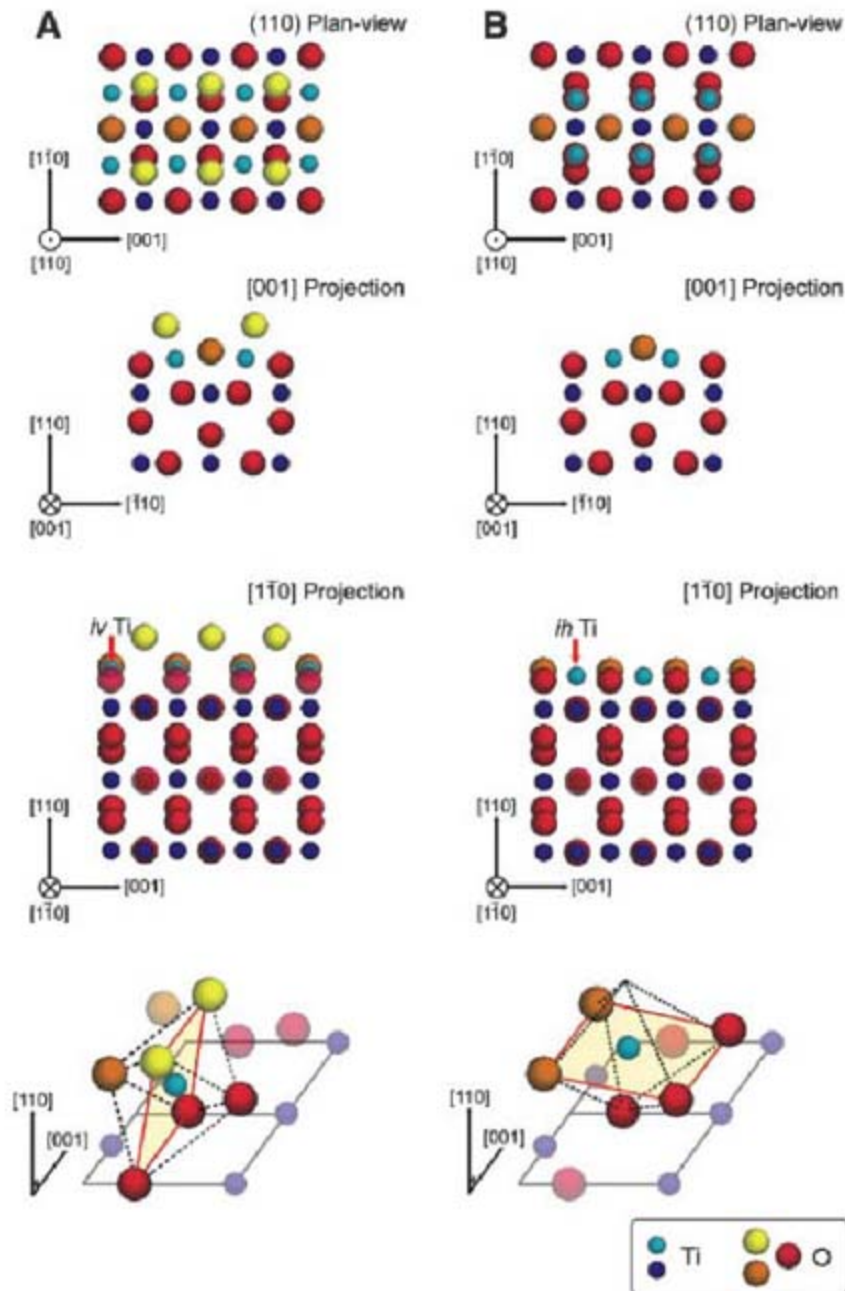 A
(110) Plan-view
[11̄0]
[001]
[110]
[001] Projection
[110]
[1̄10]
[001]
[11̄0] Projection
iv Ti
[110]
[001]
[11̄0]
[110]
[001]
B
(110) Plan-view
[11̄0]
[001]
[110]
[001] Projection
[110]
[1̄10]
[001]
[11̄0] Projection
ih Ti
[110]
[001]
[11̄0]
[110]
[001]
Ti
O